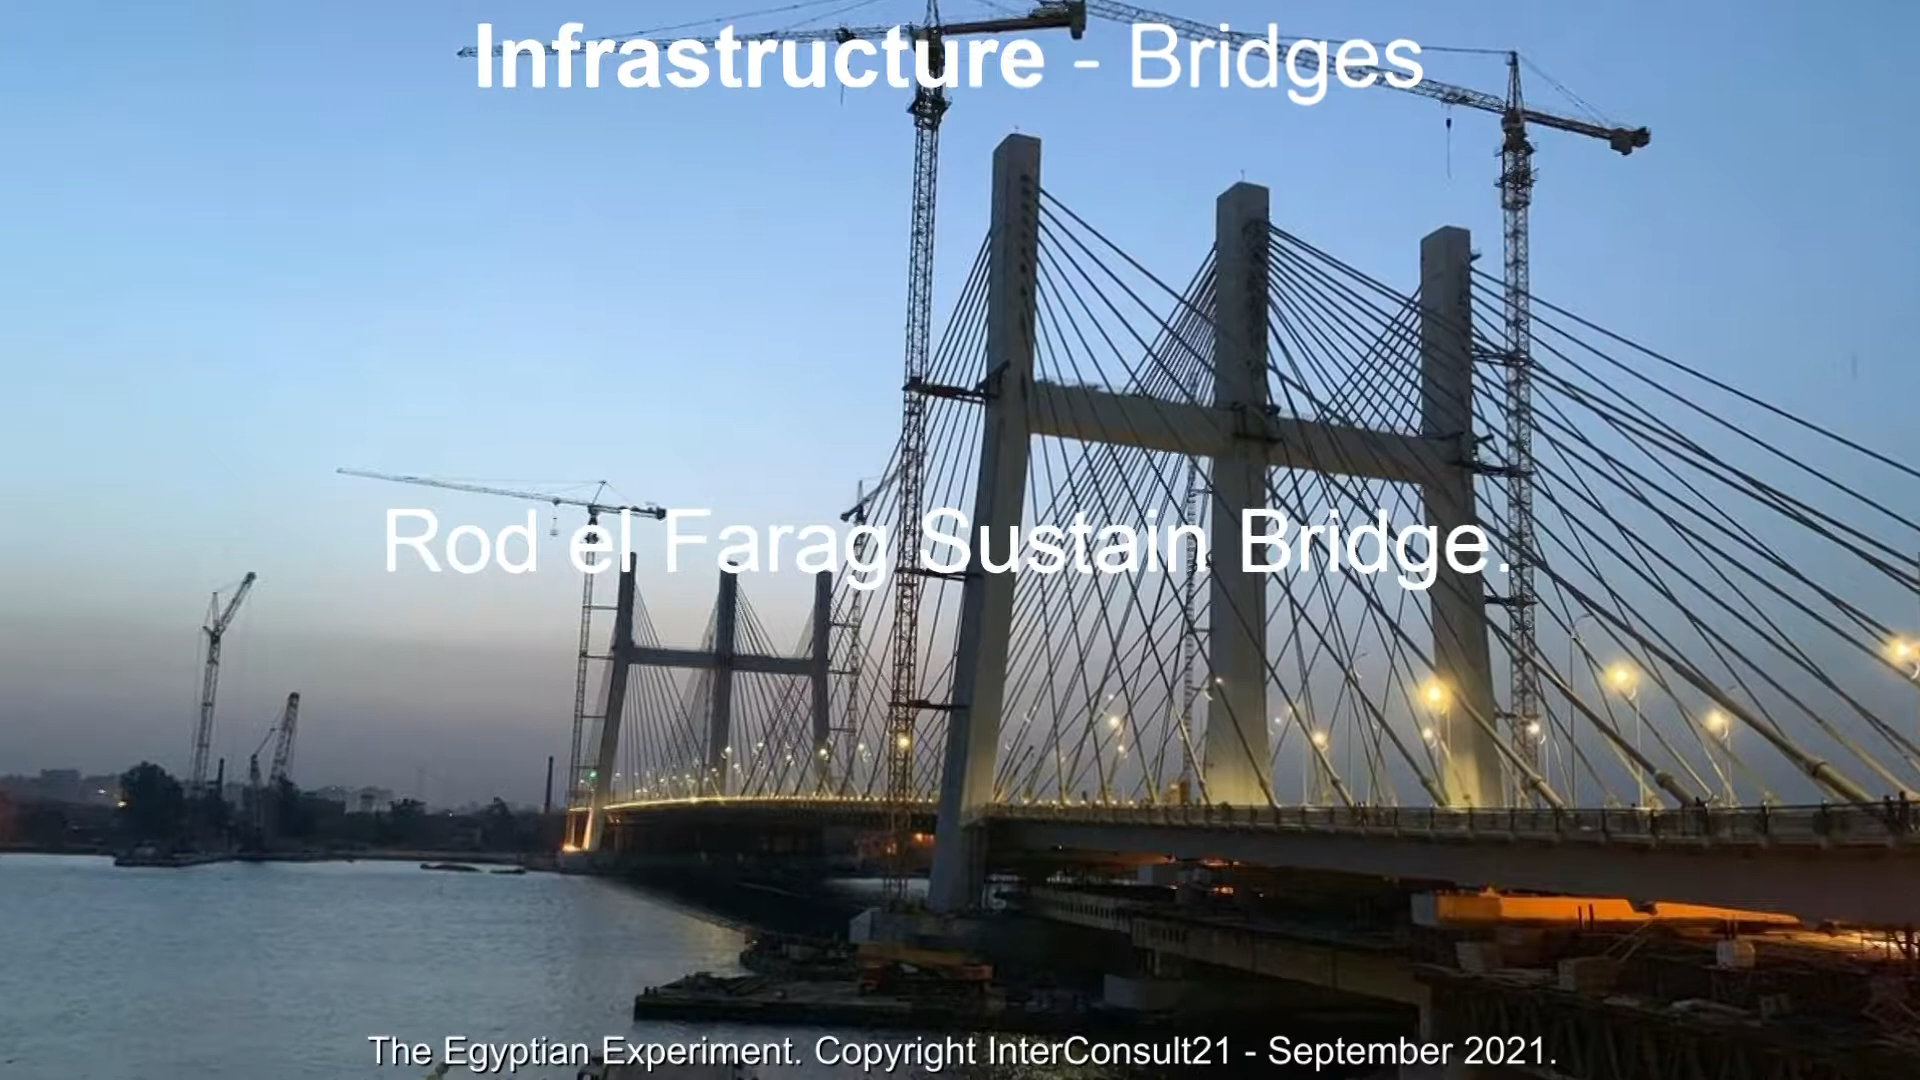 Infrastructure - Bridges
Rod el Farag Sustain Bridge.
The Egyptian Experiment. Copyright InterConsult21 - September 2021.